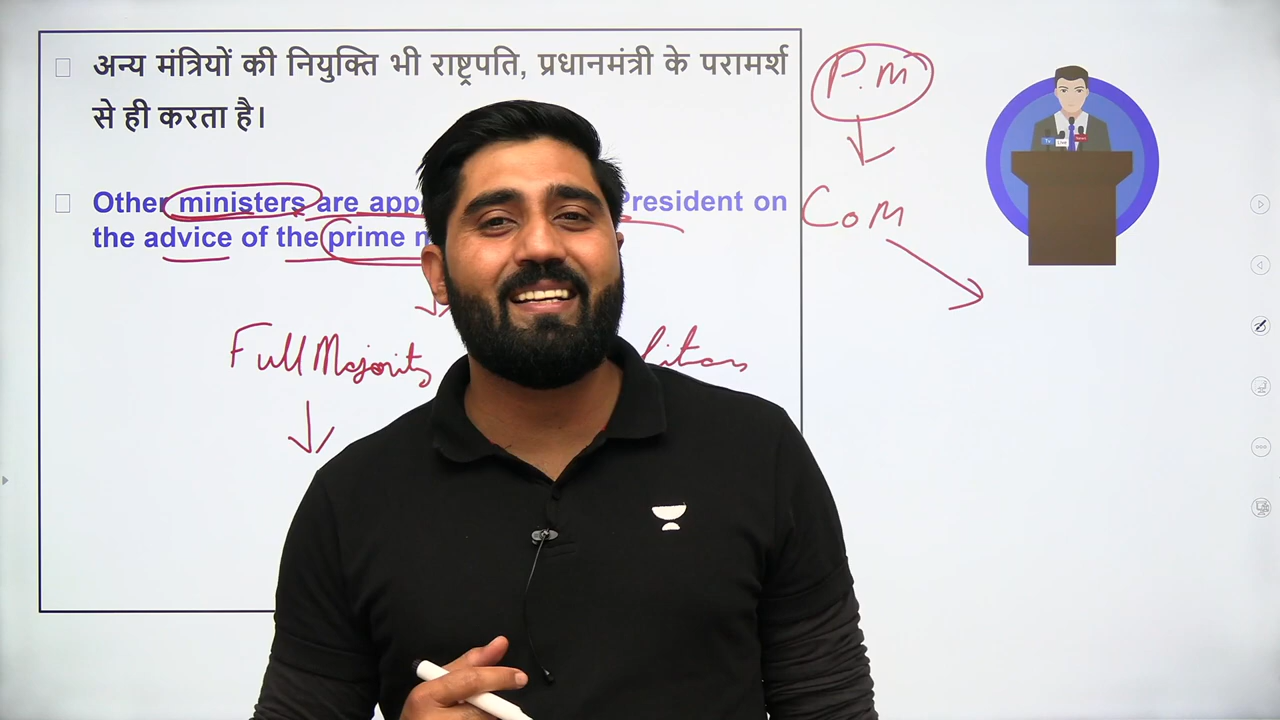 अन्य मंत्रियों की नियुक्ति भी राष्ट्रपति, प्रधानमंत्री के परामर्श
से ही करता है।
Other ministers are app President on
the advice of the prime m
Full Majority
P.M
CoM